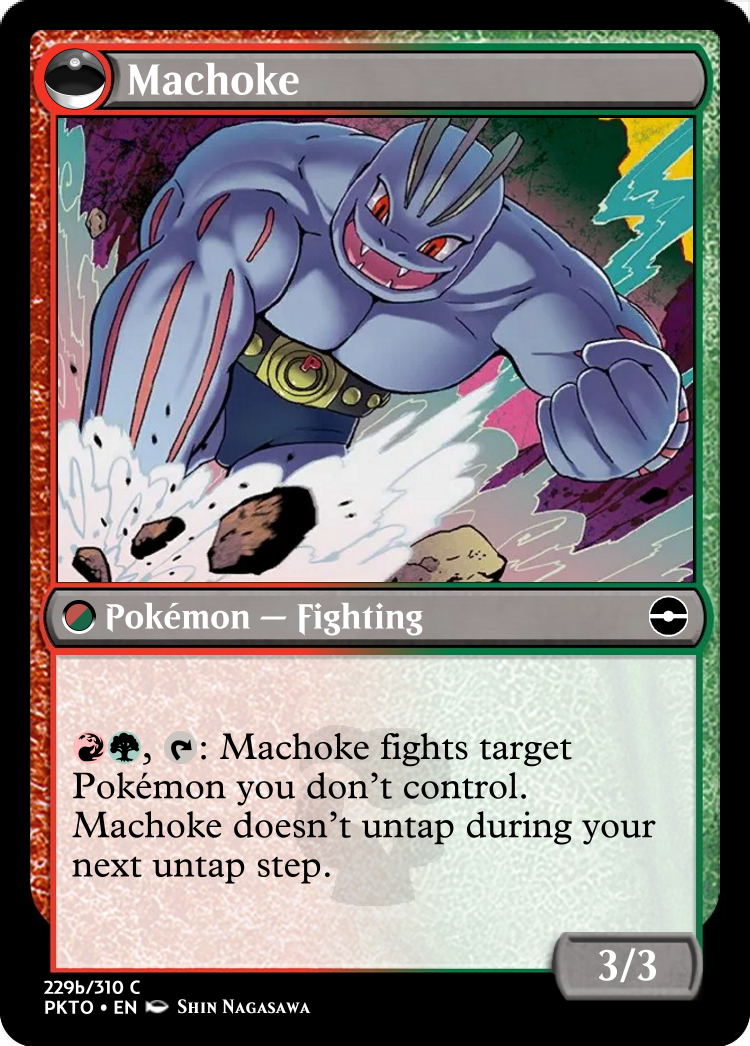 Machoke
P
Pokémon — Fighting
, : Machoke fights target
Pokémon you don't control.
Machoke doesn't untap during your
next untap step.
3/3
229b/310 C
PKTO • EN Shin Nagasawa